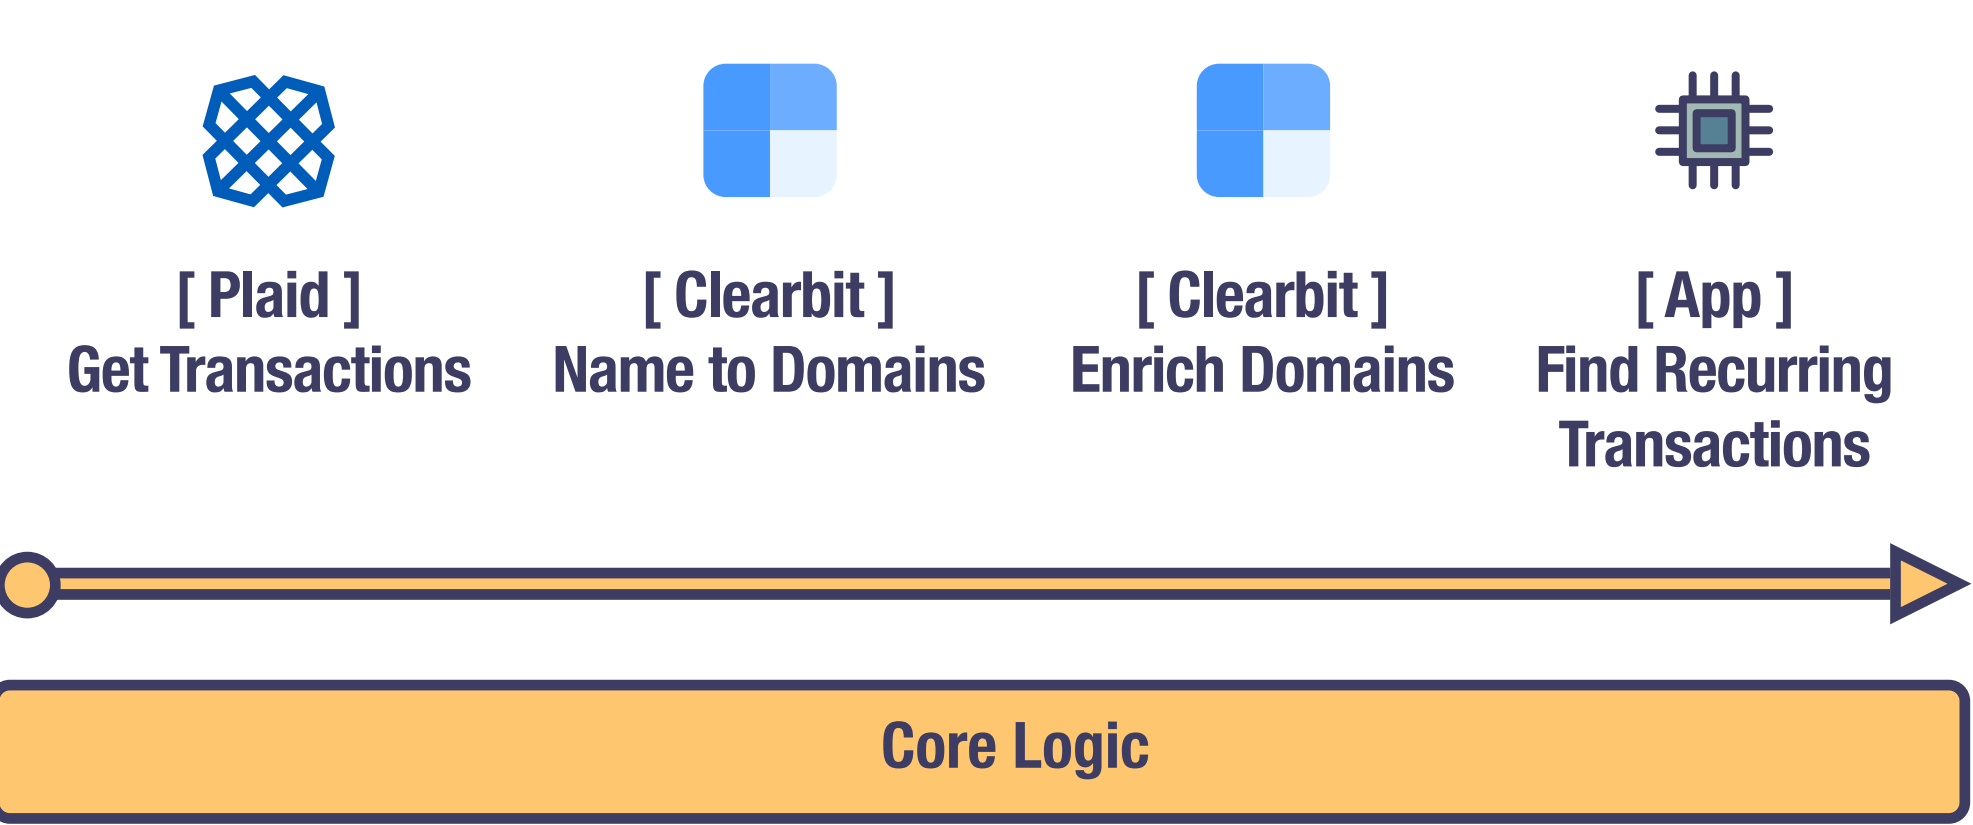 [ Plaid ]
Get Transactions
[ Clearbit ]
Name to Domains
[ Clearbit ]
Enrich Domains
[ App ]
Find Recurring
Transactions
Core Logic